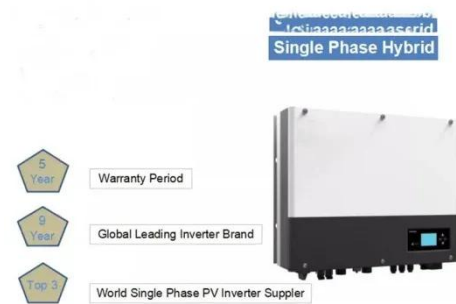 Single Phase Hybrid
5
Year
Warranty Period
9
Year
Global Leading Inverter Brand
Top 3
World Single Phase PV Inverter Suppler